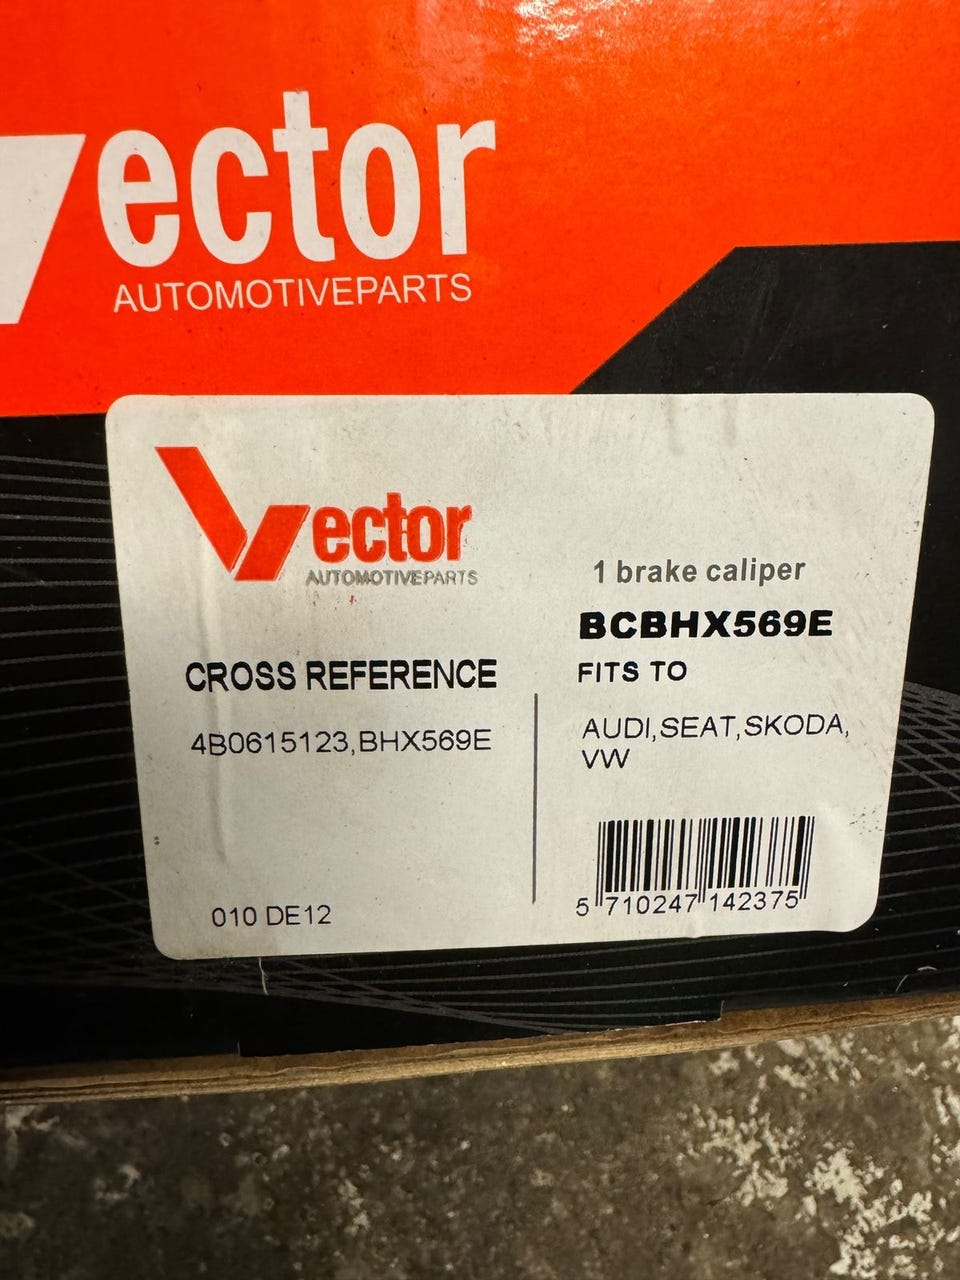 Vector
AUTOMOTIVEPARTS
Vector
AUTOMOTIVEPARTS
CROSS REFERENCE
4B0615123,BHX569E
010 DE12
1 brake caliper
BCBHX569E
FITS TO
AUDI,SEAT,SKODA,
VW
5 710247 142375